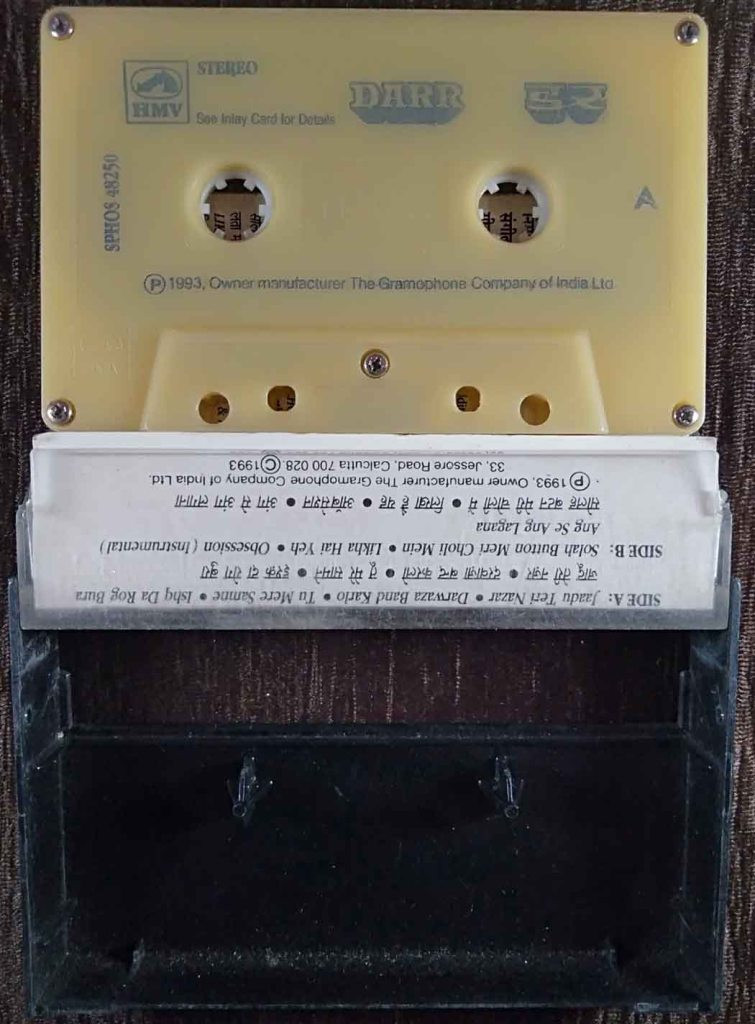 HMV
STEREO
See Inlay Card for Details
DARR
डर
SPHOS 48250
A
Ⓟ 1993, Owner manufacturer The Gramophone Company of India Ltd.
SIDE A: Jaadu Teri Nazar • Darwaza Band Karlo • Tu Mere Samne • Ishq Da Rog Bura
जादू तेरी नज़र • दरवाज़ा बन्द करलो • तू मेरे सामने • इश्क़ दा रोग बुरा
SIDE B: Solah Button Meri Choli Mein • Likha Hai Yeh • Obsession (Instrumental)
Ang Se Ang Lagana
सोलह बटन मेरी चोली में • लिखा है यह • ऑब्सेशन • अंग से अंग लगाना
Ⓟ 1993, Owner manufacturer The Gramophone Company of India Ltd.
33, Jessore Road, Calcutta 700 028. Ⓒ 1993